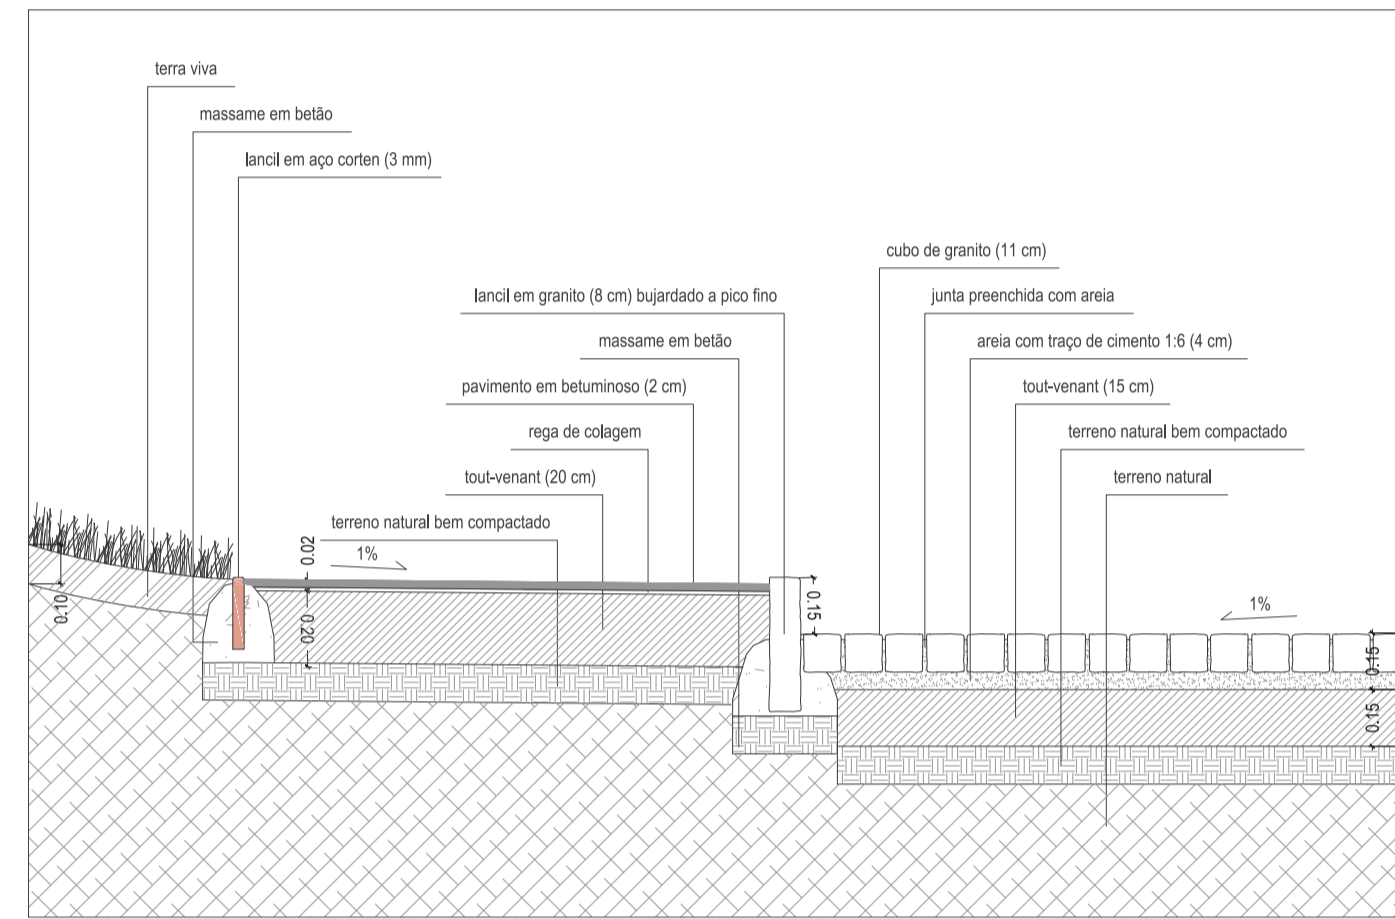 terra viva
massame em betão
lancil em aço corten (3 mm)
cubo de granito (11 cm)
lancil em granito (8 cm) bujardado a pico fino
junta preenchida com areia
massame em betão
areia com traço de cimento 1:6 (4 cm)
pavimento em betuminoso (2 cm)
tout-venant (15 cm)
rega de colagem
terreno natural bem compactado
tout-venant (20 cm)
terreno natural
terreno natural bem compactado
1%
0.02
0.10
0.20
0.15
1%
0.15
0.15